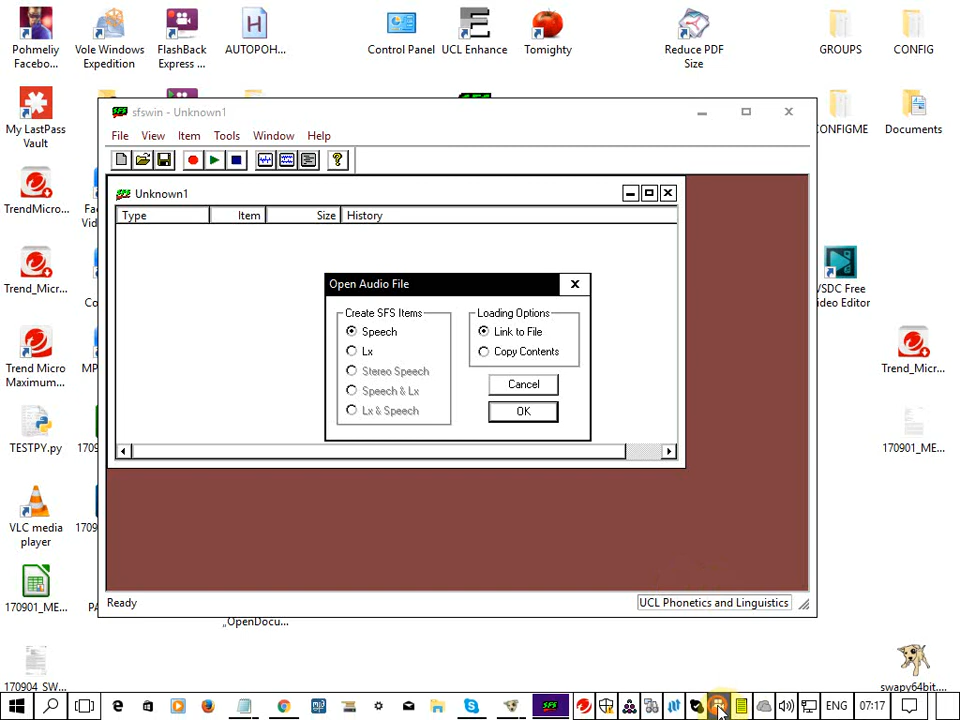 Pohmeliy
Facebo...
Vole Windows
Expedition
FlashBack
Express ...
AUTOPOH...
Control Panel
UCL Enhance
Tomighty
Reduce PDF
Size
GROUPS
CONFIG
My LastPass
Vault
CONFIGME
Documents
sfswin - Unknown1
File View Item Tools Window Help
Unknown1
Type Item Size History
TrendMicro...
Open Audio File
Create SFS Items
Speech
Lx
Stereo Speech
Speech & Lx
Lx & Speech
Loading Options
Link to File
Copy Contents
Cancel
OK
Trend_Micr...
VSDC Free
Video Editor
Trend Micro
Maximum...
Trend_Micr...
TESTPY.py
170901_ME...
VLC media
player
170901_ME...
Ready
UCL Phonetics and Linguistics
„OpenDocu...
170904_SW...
swapy64bit....
ENG
07:17